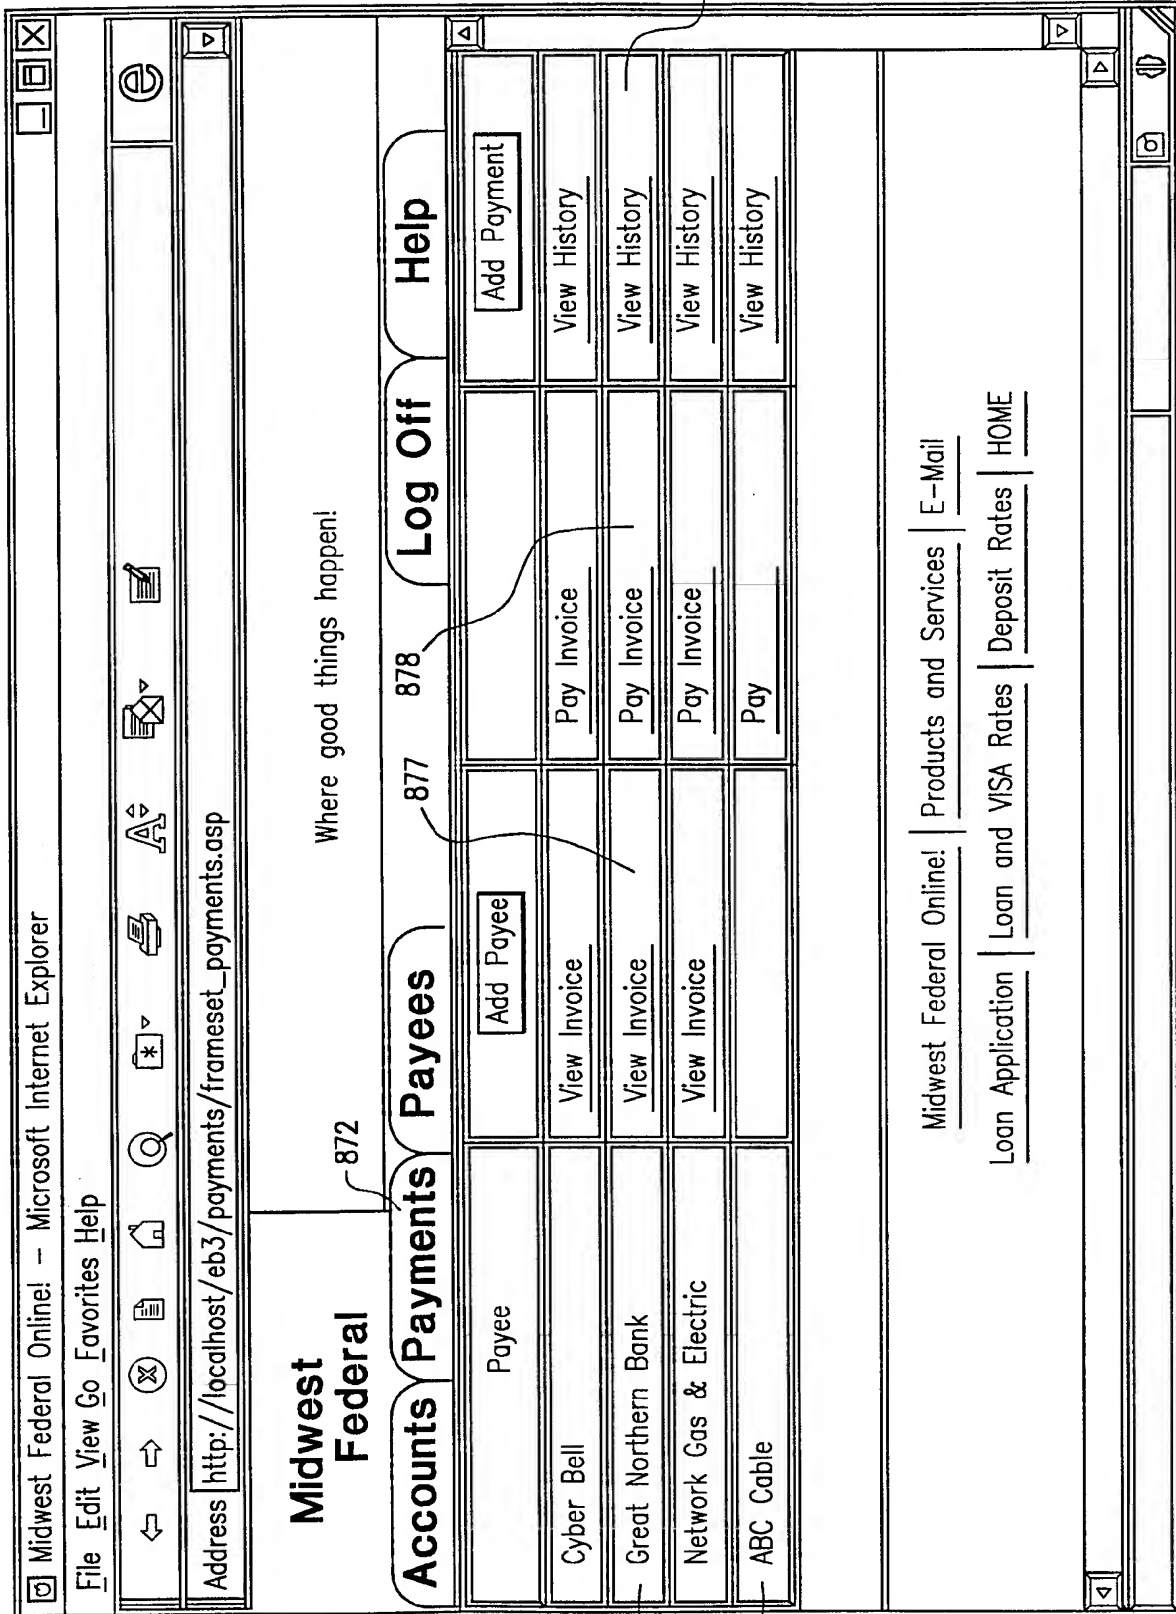 Midwest Federal Online! – Microsoft Internet Explorer
File Edit View Go Favorites Help
Address http://localhost/eb3/payments/frameset_payments.asp
Midwest
Federal
Where good things happen!
872
877
878
Accounts Payments Payees Log Off Help
Payee Add Payee Add Payment
Cyber Bell View Invoice Pay Invoice View History
Great Northern Bank View Invoice Pay Invoice View History
Network Gas & Electric View Invoice Pay Invoice View History
ABC Cable Pay View History
Midwest Federal Online! | Products and Services | E-Mail
Loan Application | Loan and VISA Rates | Deposit Rates | HOME